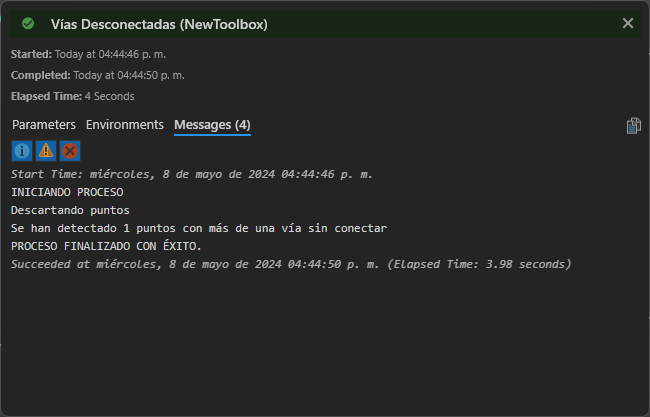 Vías Desconectadas (NewToolbox)
Started: Today at 04:44:46 p. m.
Completed: Today at 04:44:50 p. m.
Elapsed Time: 4 Seconds
Parameters Environments Messages (4)
Start Time: miércoles, 8 de mayo de 2024 04:44:46 p. m.
INICIANDO PROCESO
Descartando puntos
Se han detectado 1 puntos con más de una vía sin conectar
PROCESO FINALIZADO CON ÉXITO.
Succeeded at miércoles, 8 de mayo de 2024 04:44:50 p. m. (Elapsed Time: 3.98 seconds)